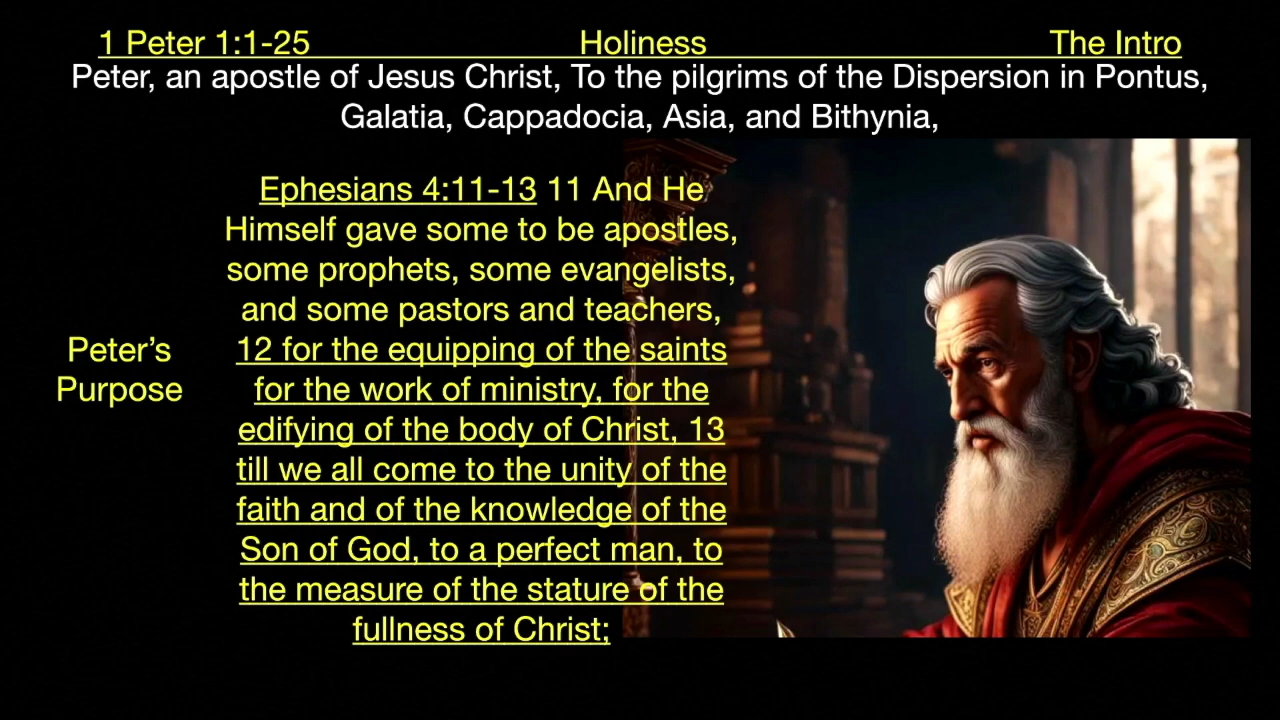 1 Peter 1:1-25 Holiness The Intro
Peter, an apostle of Jesus Christ, To the pilgrims of the Dispersion in Pontus,
Galatia, Cappadocia, Asia, and Bithynia,
Ephesians 4:11-13 11 And He
Himself gave some to be apostles,
some prophets, some evangelists,
and some pastors and teachers,
12 for the equipping of the saints
for the work of ministry, for the
edifying of the body of Christ, 13
till we all come to the unity of the
faith and of the knowledge of the
Son of God, to a perfect man, to
the measure of the stature of the
fullness of Christ;
Peter’s
Purpose